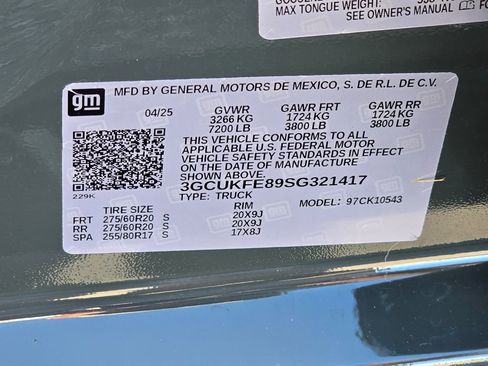 MAX TONGUE WEIGHT:
SEE OWNER'S MANUAL
gm
MFD BY GENERAL MOTORS DE MEXICO, S. DE R.L. DE C.V.
04/25 GVWR GAWR FRT GAWR RR
3266 KG 1724 KG 1724 KG
7200 LB 3800 LB 3800 LB
THIS VEHICLE CONFORMS TO ALL
APPLICABLE U.S. FEDERAL MOTOR
VEHICLE SAFETY STANDARDS IN EFFECT
ON THE DATE OF MANUFACTURE
SHOWN ABOVE.
3GCUKFE89SG321417
229K
TYPE: TRUCK
MODEL: 97CK10543
TIRE SIZE RIM
FRT 275/60R20 S 20X9J
RR 275/60R20 S 20X9J
SPA 255/80R17 S 17X8J